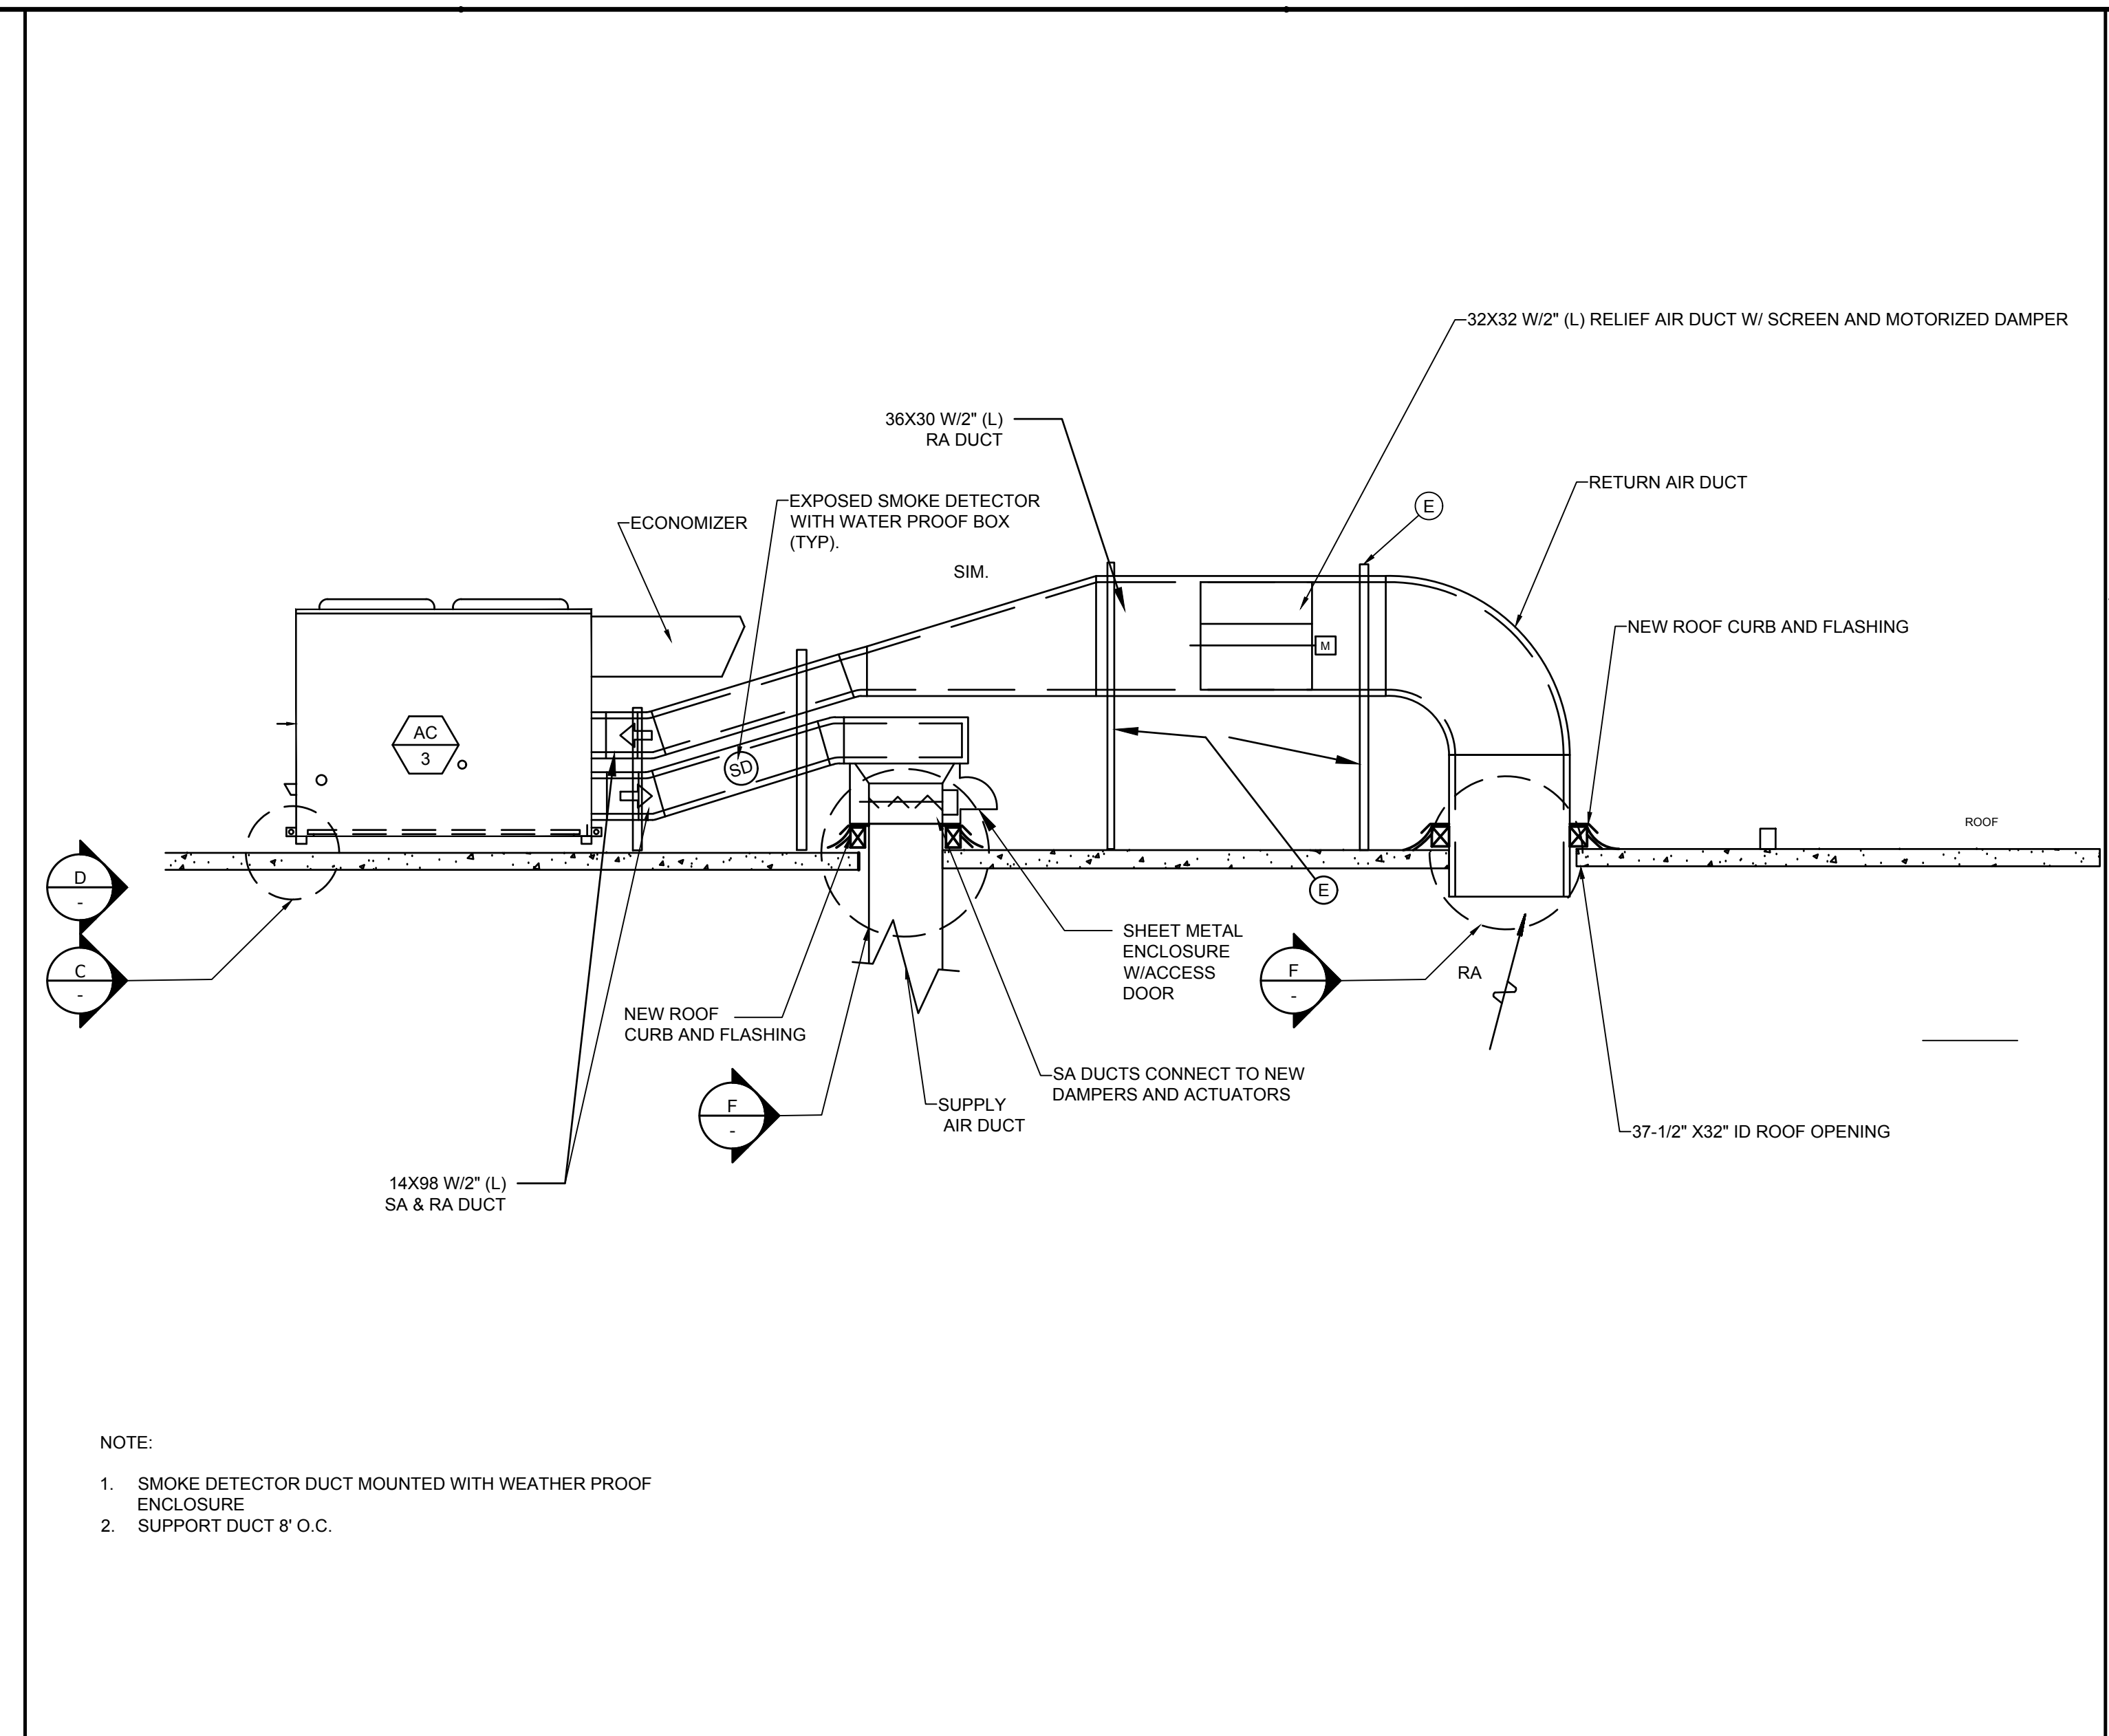 32X32 W/2" (L) RELIEF AIR DUCT W/ SCREEN AND MOTORIZED DAMPER
36X30 W/2" (L)
RA DUCT
RETURN AIR DUCT
EXPOSED SMOKE DETECTOR
WITH WATER PROOF BOX
(TYP).
ECONOMIZER
E
SIM.
NEW ROOF CURB AND FLASHING
M
AC
3
SD
ROOF
D
-
E
SHEET METAL
ENCLOSURE
W/ACCESS
DOOR
C
-
F
-
RA
NEW ROOF
CURB AND FLASHING
SA DUCTS CONNECT TO NEW
DAMPERS AND ACTUATORS
F
-
SUPPLY
AIR DUCT
37-1/2" X32" ID ROOF OPENING
14X98 W/2" (L)
SA & RA DUCT
NOTE:
1. SMOKE DETECTOR DUCT MOUNTED WITH WEATHER PROOF
ENCLOSURE
2. SUPPORT DUCT 8' O.C.